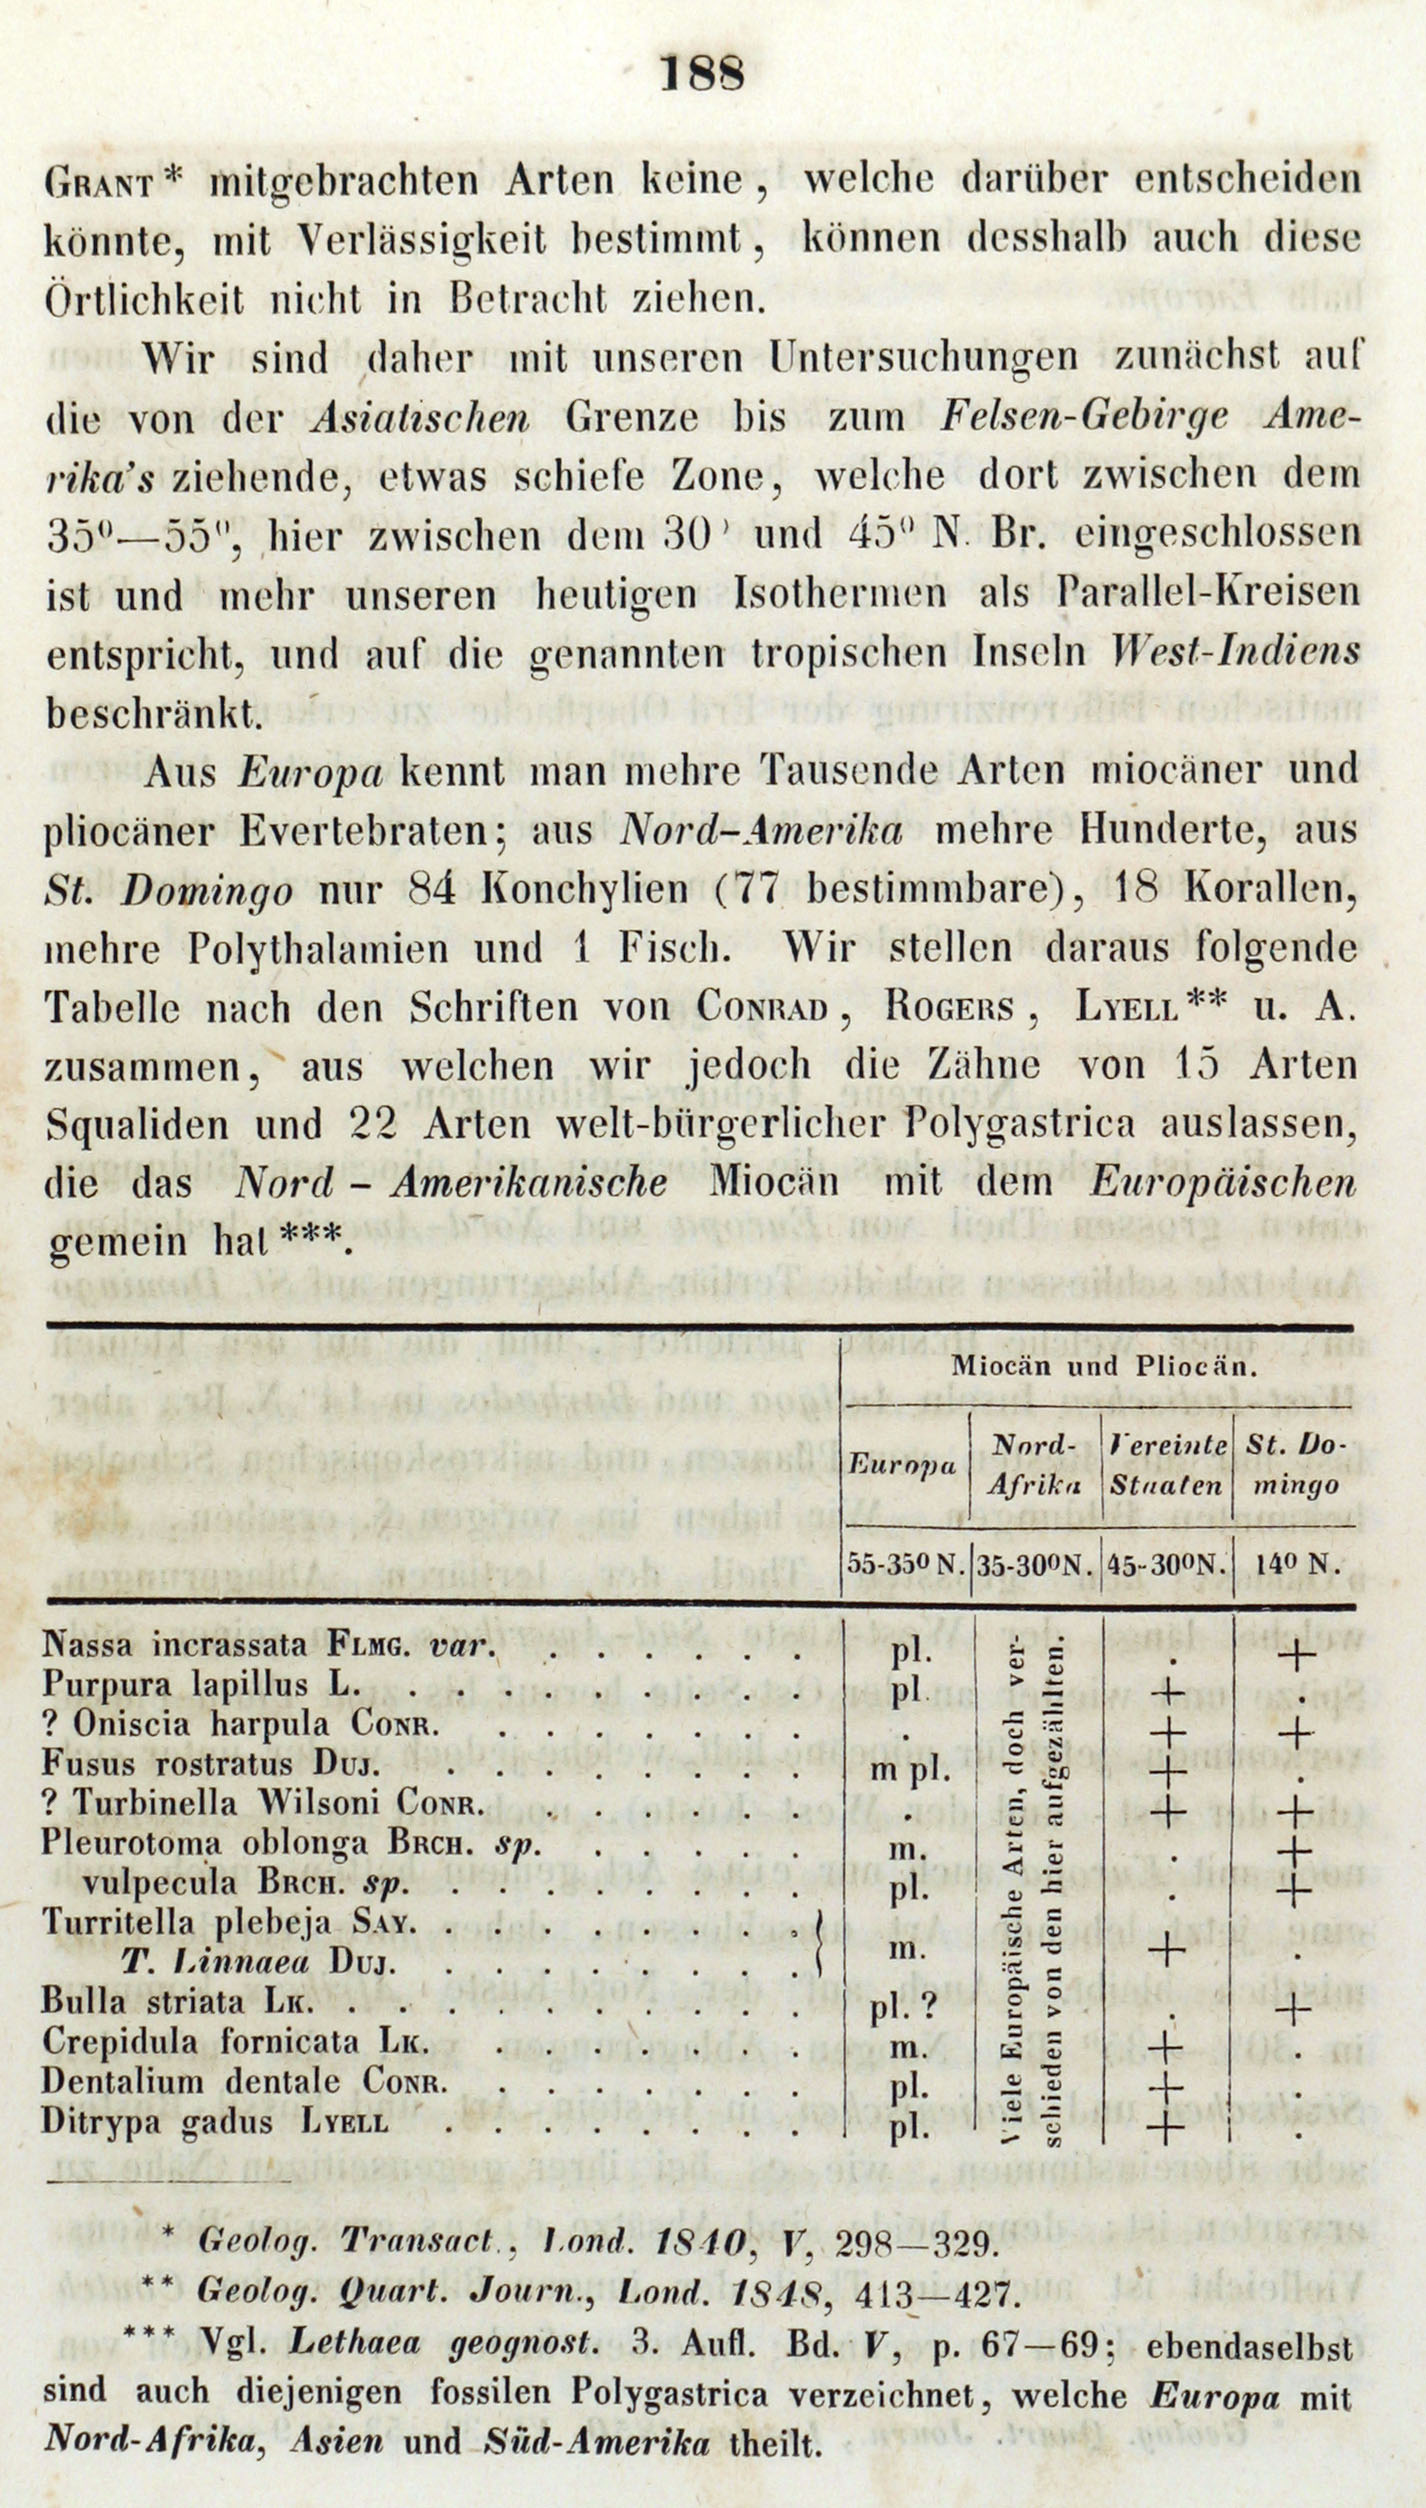 188
GRANT* mitgebrachten Arten keine, welche darüber entscheiden
könnte, mit Verlässigkeit bestimmt, können desshalb auch diese
Örtlichkeit nicht in Betracht ziehen.
Wir sind daher mit unseren Untersuchungen zunächst auf
die von der Asiatischen Grenze bis zum Felsen-Gebirge Ame-
rika's ziehende, etwas schiefe Zone, welche dort zwischen dem
35⁰—55⁰, hier zwischen dem 30⁰ und 45⁰ N. Br. eingeschlossen
ist und mehr unseren heutigen Isothermen als Parallel-Kreisen
entspricht, und auf die genannten tropischen Inseln West-Indiens
beschränkt.
Aus Europa kennt man mehre Tausende Arten miocäner und
pliocäner Evertebraten; aus Nord-Amerika mehre Hunderte, aus
St. Domingo nur 84 Konchylien (77 bestimmbare), 18 Korallen,
mehre Polythalamien und 1 Fisch. Wir stellen daraus folgende
Tabelle nach den Schriften von CONRAD, ROGERS, LYELL** u. A.
zusammen, aus welchen wir jedoch die Zähne von 15 Arten
Squaliden und 22 Arten welt-bürgerlicher Polygastrica auslassen,
die das Nord-Amerikanische Miocän mit dem Europäischen
gemein hat***.
Miocän und Pliocän.
Europa | Nord-Afrika | Vereinte Staaten | St. Do-mingo
55-35⁰ N. | 35-30⁰N. | 45-30⁰N. | 14⁰ N.
Viele Europäische Arten, doch ver-
schieden von den hier aufgezählten.
Nassa incrassata FLMG. var. . . . . . . pl. . +
Purpura lapillus L. . . . . . . . . . pl. + .
? Oniscia harpula CONR. . . . . . . . . + +
Fusus rostratus DUJ. . . . . . . . . m pl. + .
? Turbinella Wilsoni CONR. . . . . . . . + +
Pleurotoma oblonga BRCH. sp. . . . . . m. . +
vulpecula BRCH. sp. . . . . . . . . pl. . +
Turritella plebeja SAY. . . . . . . . . }
T. Linnaea DUJ. . . . . . . . . } m. + .
Bulla striata LK. . . . . . . . . . . pl. ? . +
Crepidula fornicata LK. . . . . . . . m. + .
Dentalium dentale CONR. . . . . . . . pl. + .
Ditrypa gadus LYELL . . . . . . . . pl. + .
* Geolog. Transact., Lond. 1840, V, 298—329.
** Geolog. Quart. Journ., Lond. 1848, 413—427.
*** Vgl. Lethaea geognost. 3. Aufl. Bd. V, p. 67—69; ebendaselbst
sind auch diejenigen fossilen Polygastrica verzeichnet, welche Europa mit
Nord-Afrika, Asien und Süd-Amerika theilt.